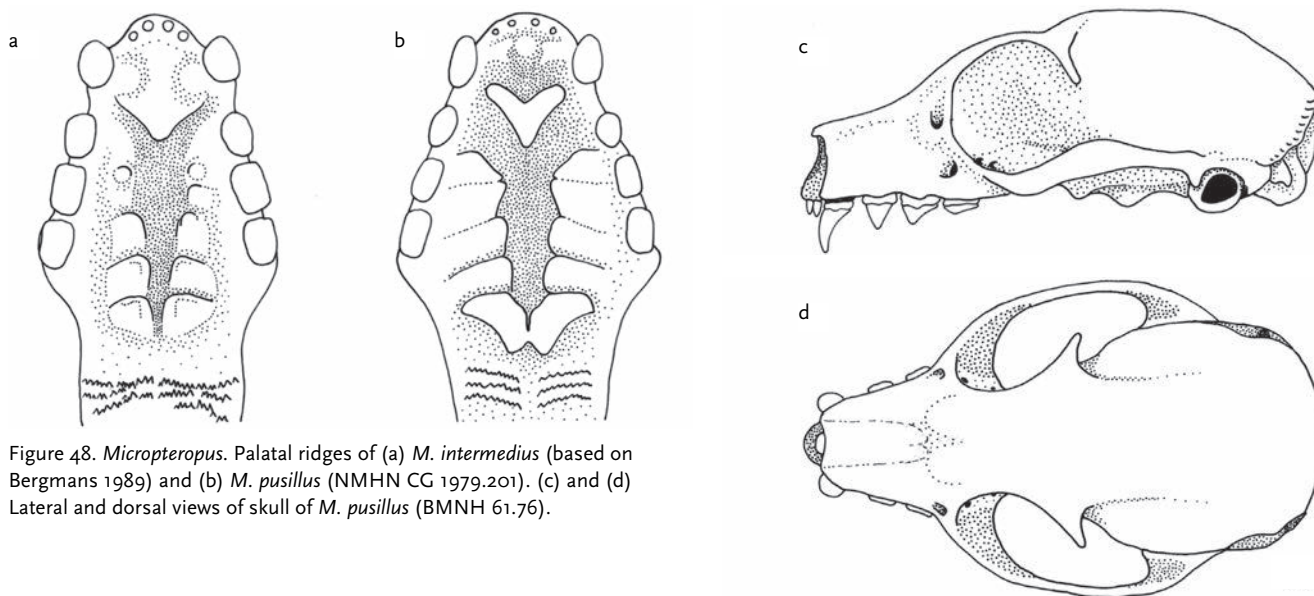 a
b
c
d
Figure 48. Micropteropus. Palatal ridges of (a) M. intermedius (based on
Bergmans 1989) and (b) M. pusillus (NMHN CG 1979.201). (c) and (d)
Lateral and dorsal views of skull of M. pusillus (BMNH 61.76).